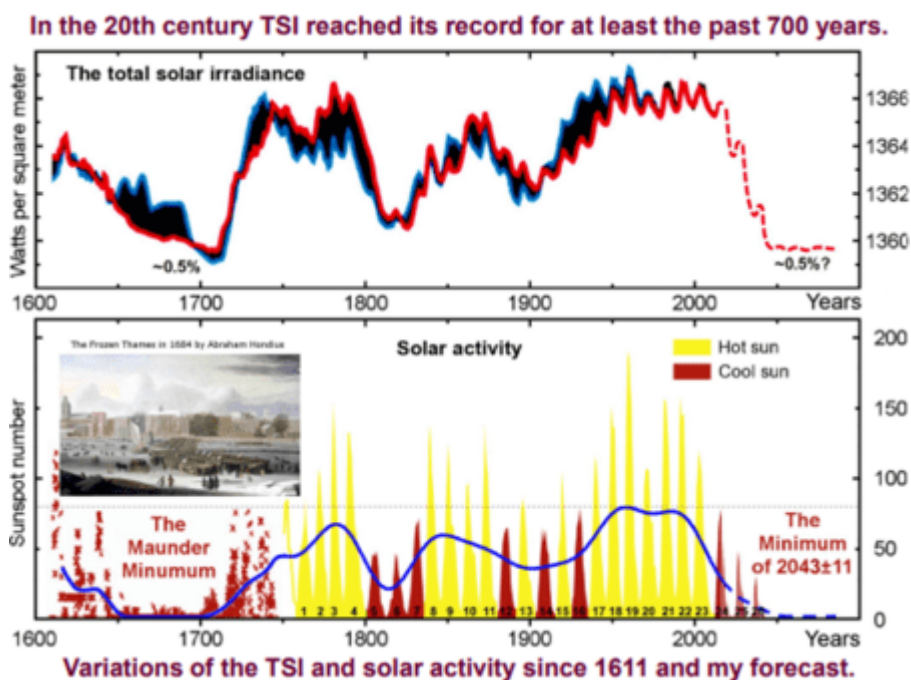 In the 20th century TSI reached its record for at least the past 700 years.
The total solar irradiance
Watts per square meter
1366
1364
1362
1360
~0.5%
~0.5%?
1600 1700 1800 1900 2000 Years
The Frozen Thames in 1684 by Abraham Hondius
Solar activity
Hot sun
Cool sun
Sunspot number
200
150
100
50
0
The
Maunder
Minumum
The
Minimum
of 2043±11
1 2 3 4 5 6 7 8 9 10 11 12 13 14 15 16 17 18 19 20 21 22 23 24 25 26
1600 1700 1800 1900 2000 Years
Variations of the TSI and solar activity since 1611 and my forecast.